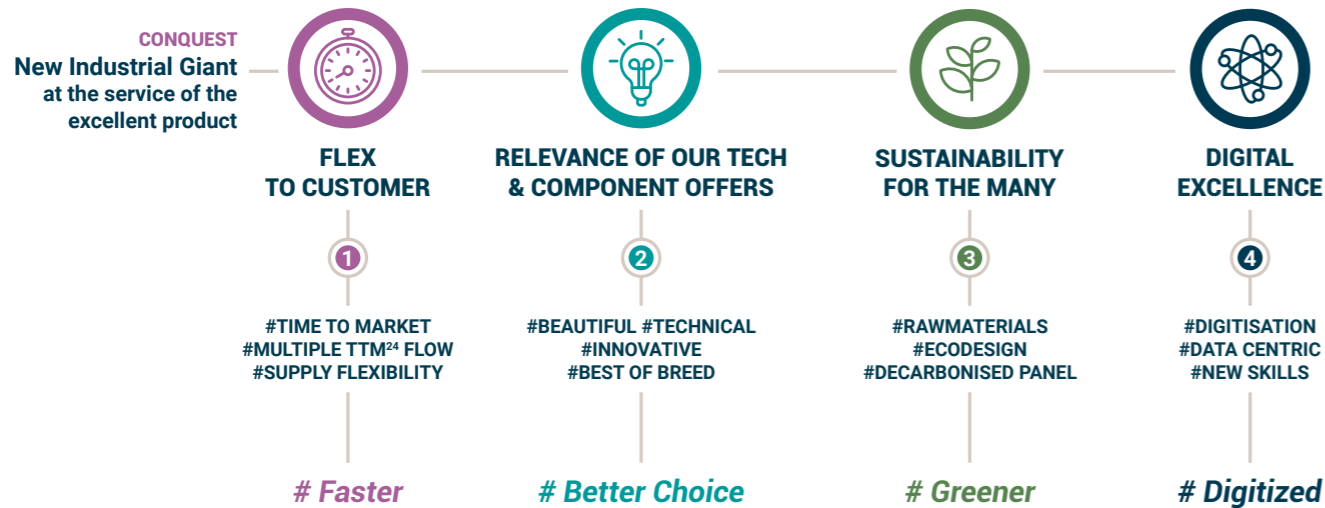 CONQUEST
New Industrial Giant
at the service of the
excellent product
FLEX
TO CUSTOMER
1
#TIME TO MARKET
#MULTIPLE TTM²⁴ FLOW
#SUPPLY FLEXIBILITY
# Faster
RELEVANCE OF OUR TECH
& COMPONENT OFFERS
2
#BEAUTIFUL #TECHNICAL
#INNOVATIVE
#BEST OF BREED
# Better Choice
SUSTAINABILITY
FOR THE MANY
3
#RAWMATERIALS
#ECODESIGN
#DECARBONISED PANEL
# Greener
DIGITAL
EXCELLENCE
4
#DIGITISATION
#DATA CENTRIC
#NEW SKILLS
# Digitized